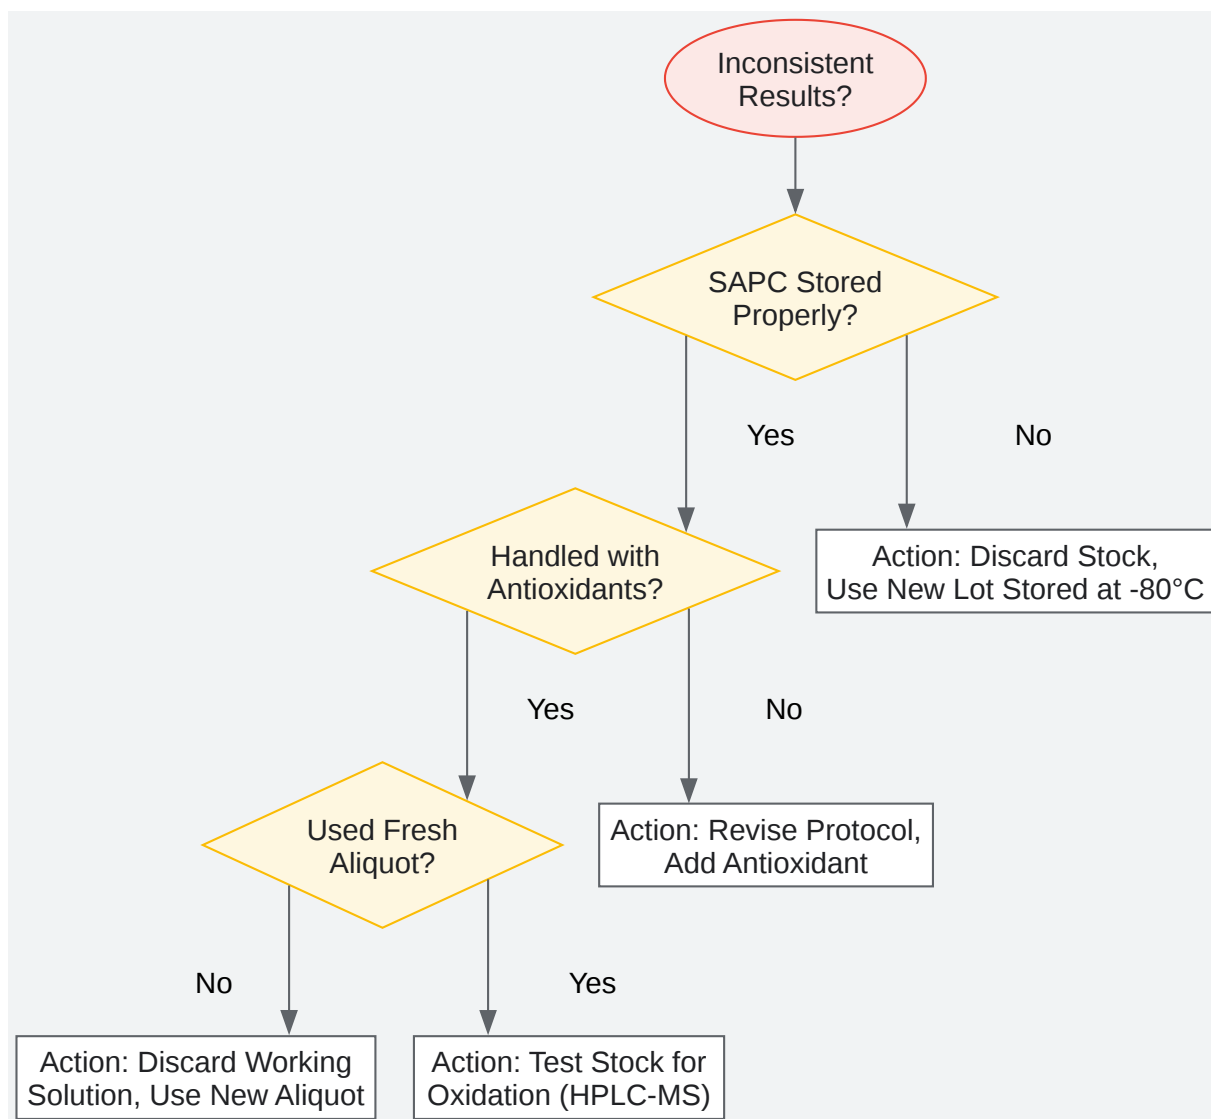 Inconsistent
Results?
SAPC Stored
Properly?
Yes
No
Handled with
Antioxidants?
Action: Discard Stock,
Use New Lot Stored at -80°C
Yes
No
Used Fresh
Aliquot?
Action: Revise Protocol,
Add Antioxidant
No
Yes
Action: Discard Working
Solution, Use New Aliquot
Action: Test Stock for
Oxidation (HPLC-MS)